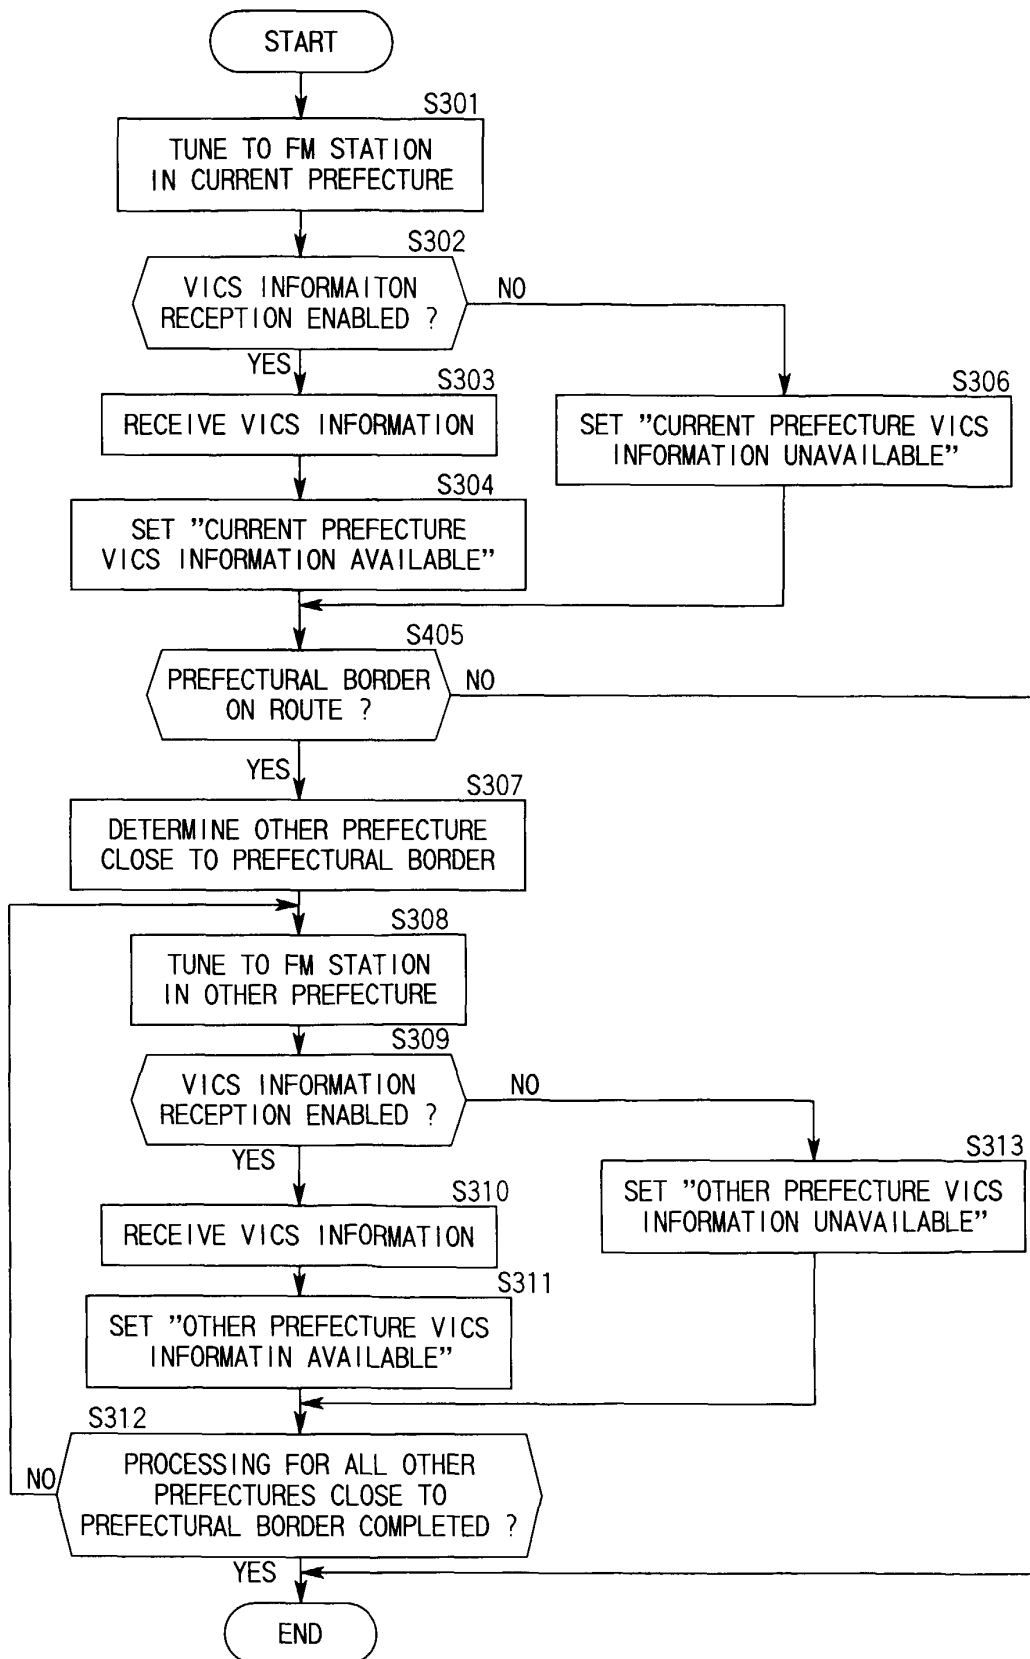 START
S301
TUNE TO FM STATION
IN CURRENT PREFECTURE
S302
VICS INFORMAITON
RECEPTION ENABLED ?
NO
YES
S303
RECEIVE VICS INFORMATION
S306
SET "CURRENT PREFECTURE VICS
INFORMATION UNAVAILABLE"
S304
SET "CURRENT PREFECTURE
VICS INFORMATION AVAILABLE"
S405
PREFECTURAL BORDER
ON ROUTE ?
NO
YES
S307
DETERMINE OTHER PREFECTURE
CLOSE TO PREFECTURAL BORDER
S308
TUNE TO FM STATION
IN OTHER PREFECTURE
S309
VICS INFORMATION
RECEPTION ENABLED ?
NO
YES
S313
SET "OTHER PREFECTURE VICS
INFORMATION UNAVAILABLE"
S310
RECEIVE VICS INFORMATION
S311
SET "OTHER PREFECTURE VICS
INFORMATIN AVAILABLE"
S312
PROCESSING FOR ALL OTHER
PREFECTURES CLOSE TO
PREFECTURAL BORDER COMPLETED ?
NO
YES
END